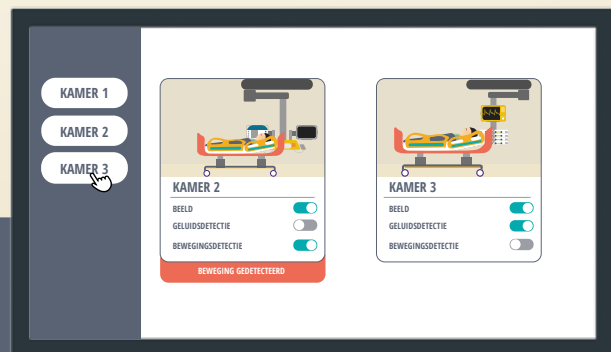 KAMER 1
KAMER 2
KAMER 3
KAMER 2
BEELD
GELUIDSDETECTIE
BEWEGINGSDETECTIE
BEWEGING GEDETECTEERD
KAMER 3
BEELD
GELUIDSDETECTIE
BEWEGINGSDETECTIE